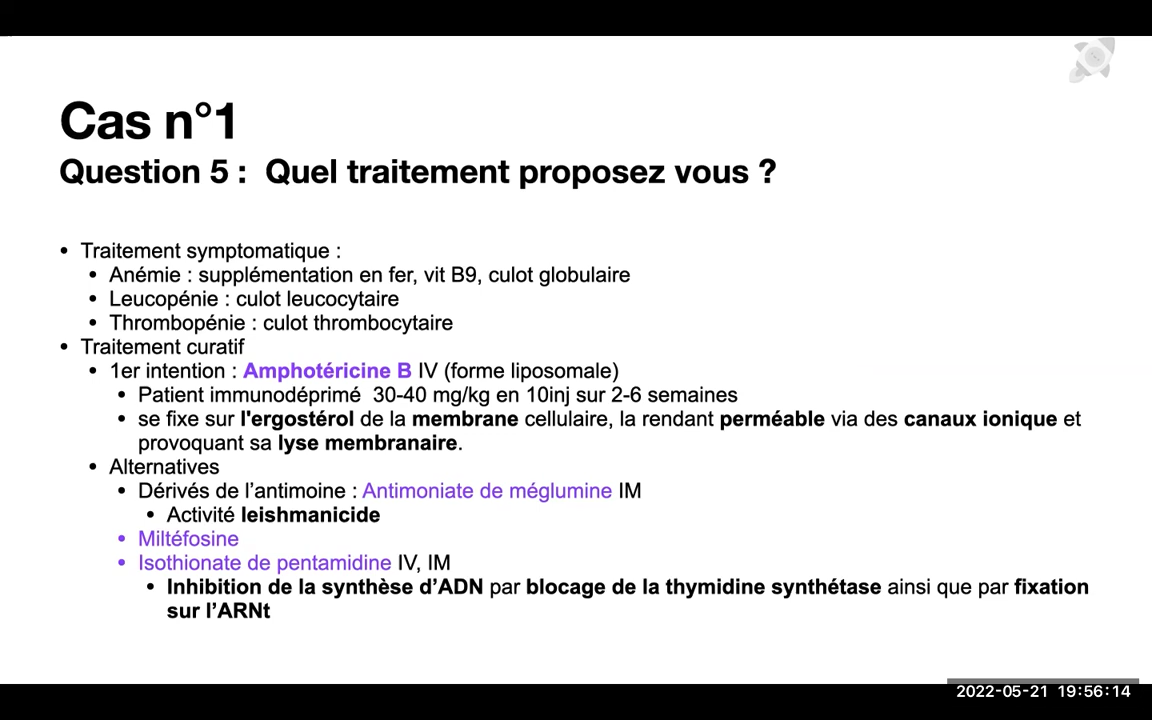 Cas n°1
Question 5 :  Quel traitement proposez vous ?
• Traitement symptomatique :
• Anémie : supplémentation en fer, vit B9, culot globulaire
• Leucopénie : culot leucocytaire
• Thrombopénie : culot thrombocytaire
• Traitement curatif
• 1er intention : Amphotéricine B IV (forme liposomale)
• Patient immunodéprimé  30-40 mg/kg en 10inj sur 2-6 semaines
• se fixe sur l'ergostérol de la membrane cellulaire, la rendant perméable via des canaux ionique et
provoquant sa lyse membranaire.
• Alternatives
• Dérivés de l’antimoine : Antimoniate de méglumine IM
• Activité leishmanicide
• Miltéfosine
• Isothionate de pentamidine IV, IM
• Inhibition de la synthèse d’ADN par blocage de la thymidine synthétase ainsi que par fixation
sur l’ARNt
2022-05-21 19:56:14